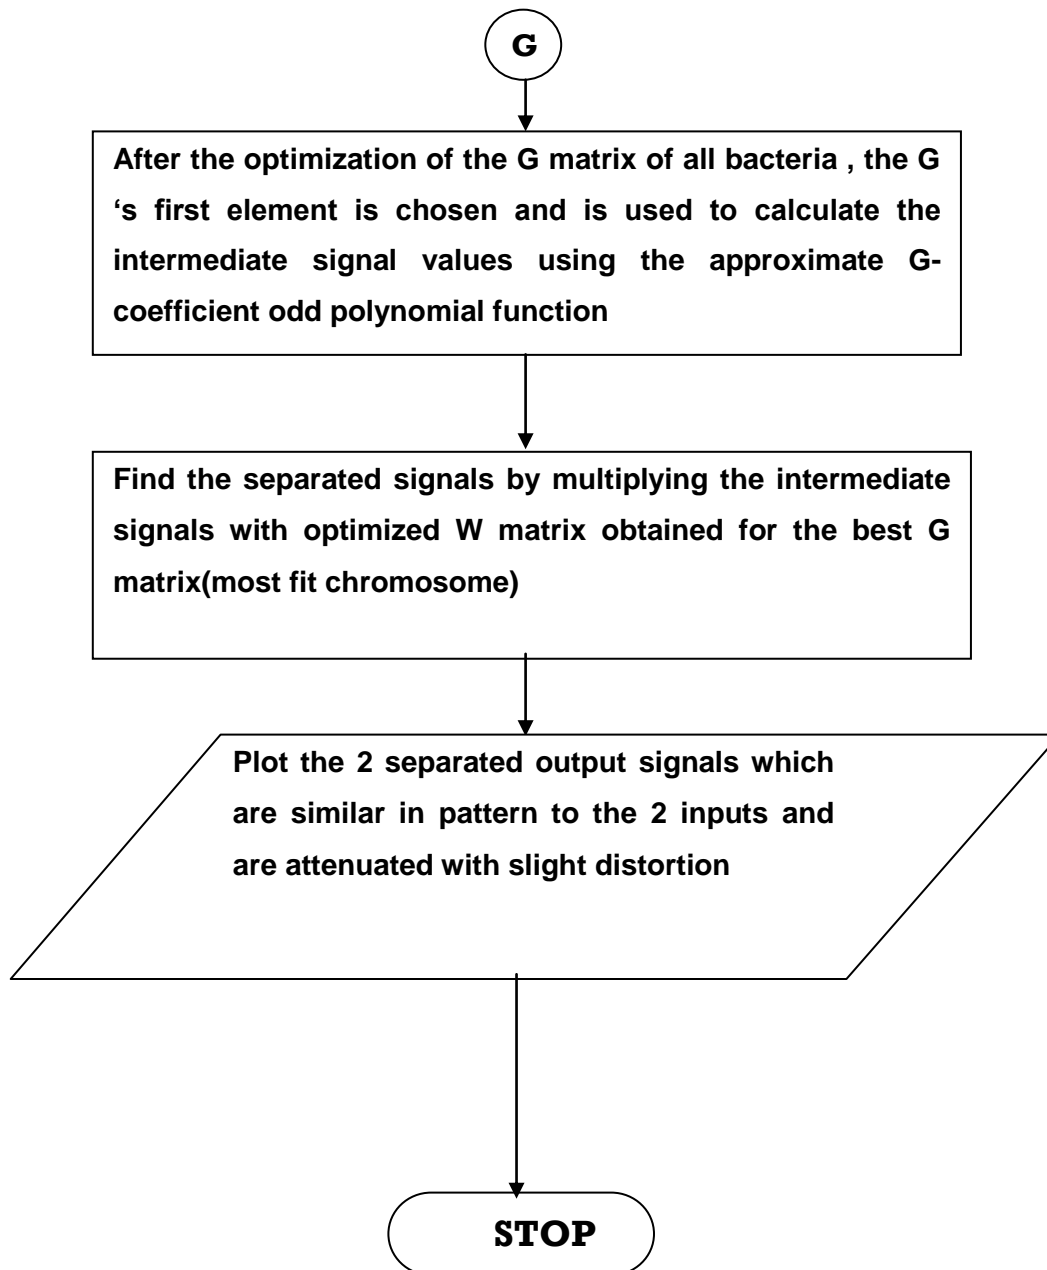 G
After the optimization of the G matrix of all bacteria , the G
‘s first element is chosen and is used to calculate the
intermediate signal values using the approximate G-
coefficient odd polynomial function
Find the separated signals by multiplying the intermediate
signals with optimized W matrix obtained for the best G
matrix(most fit chromosome)
Plot the 2 separated output signals which
are similar in pattern to the 2 inputs and
are attenuated with slight distortion
STOP